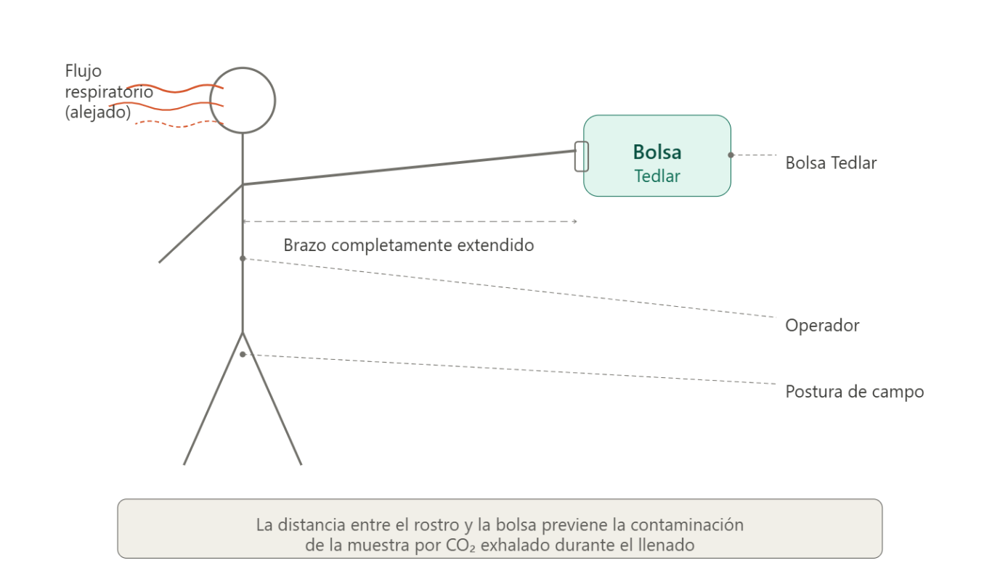 Flujo
respiratorio
(alejado)
Bolsa
Tedlar
Bolsa Tedlar
Brazo completamente extendido
Operador
Postura de campo
La distancia entre el rostro y la bolsa previene la contaminación
de la muestra por CO₂ exhalado durante el llenado